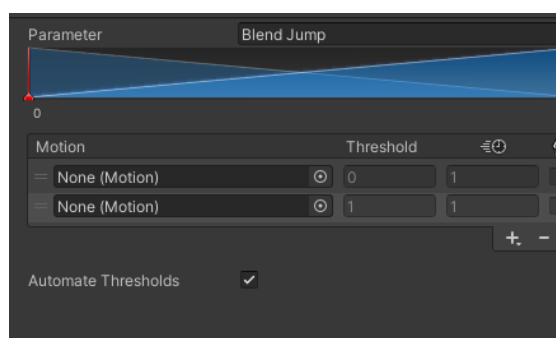 Parameter Blend Jump
0
Motion Threshold
None (Motion) 0 1
None (Motion) 1 1
+ -
Automate Thresholds